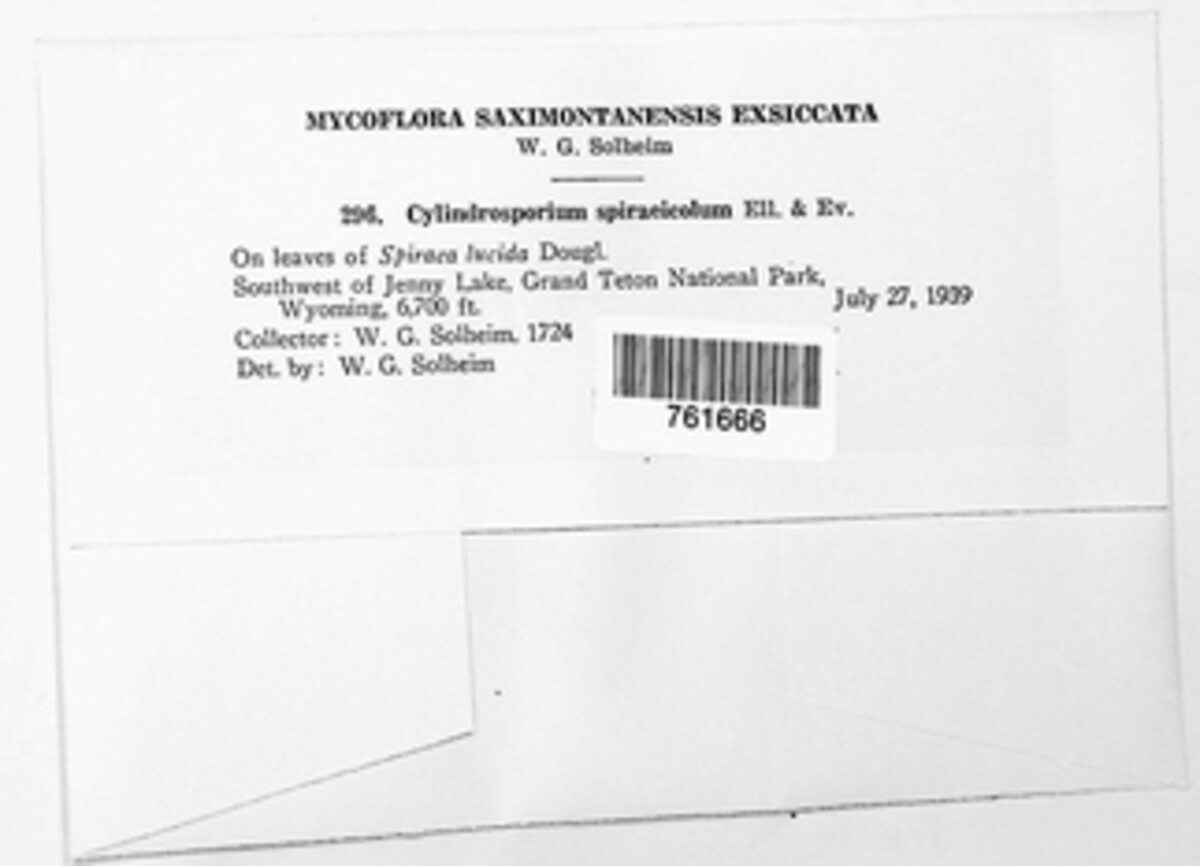 MYCOFLORA SAXIMONTANENSIS EXSICCATA
W. G. Solheim
296. Cylindrosporium spiraeicolum Ell. & Ev.
On leaves of Spiraea lucida Dougl.
Southwest of Jenny Lake, Grand Teton National Park,
Wyoming, 6,700 ft. July 27, 1939
Collector: W. G. Solheim, 1724
Det. by: W. G. Solheim
761666